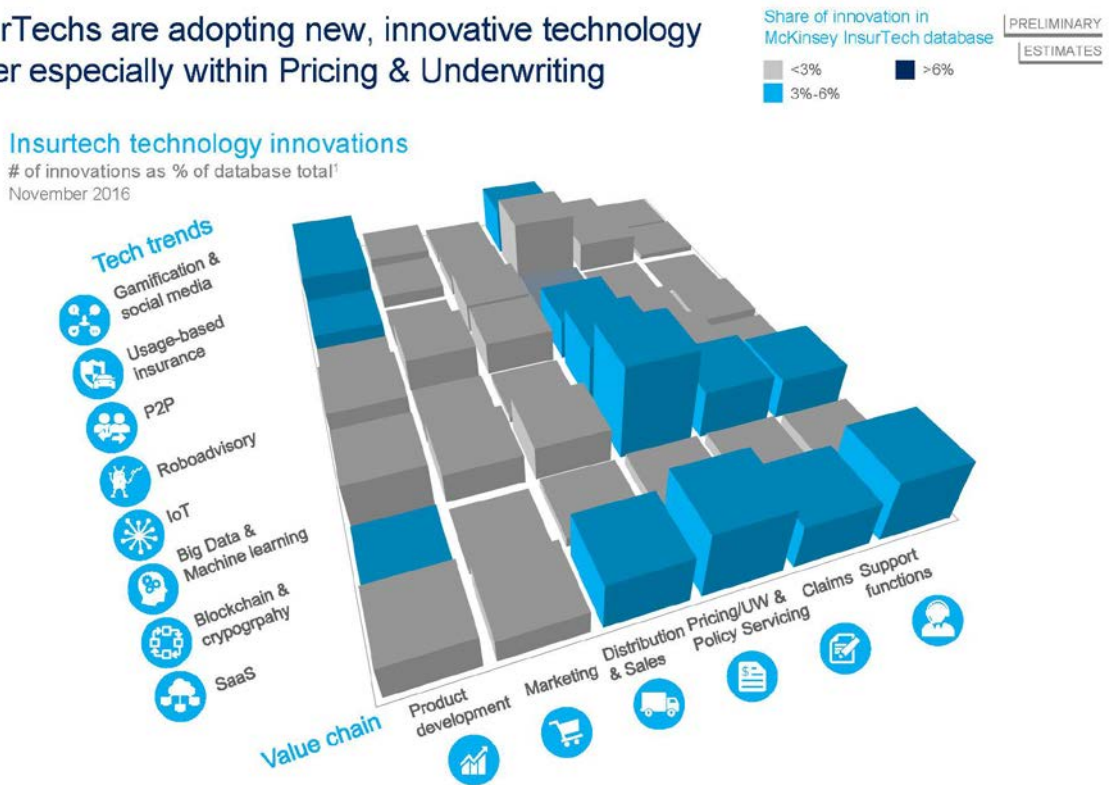 rTechs are adopting new, innovative technology
er especially within Pricing & Underwriting
Share of innovation in
McKinsey InsurTech database
<3%
>6%
3%-6%
PRELIMINARY
ESTIMATES
Insurtech technology innovations
# of innovations as % of database total¹
November 2016
Tech trends
Gamification &
social media
Usage-based
insurance
P2P
Roboadvisory
IoT
Big Data &
Machine learning
Blockchain &
crypogrpahy
SaaS
Value chain
Product
development
Marketing
Distribution
& Sales
Pricing/UW &
Policy Servicing
Claims
Support
functions